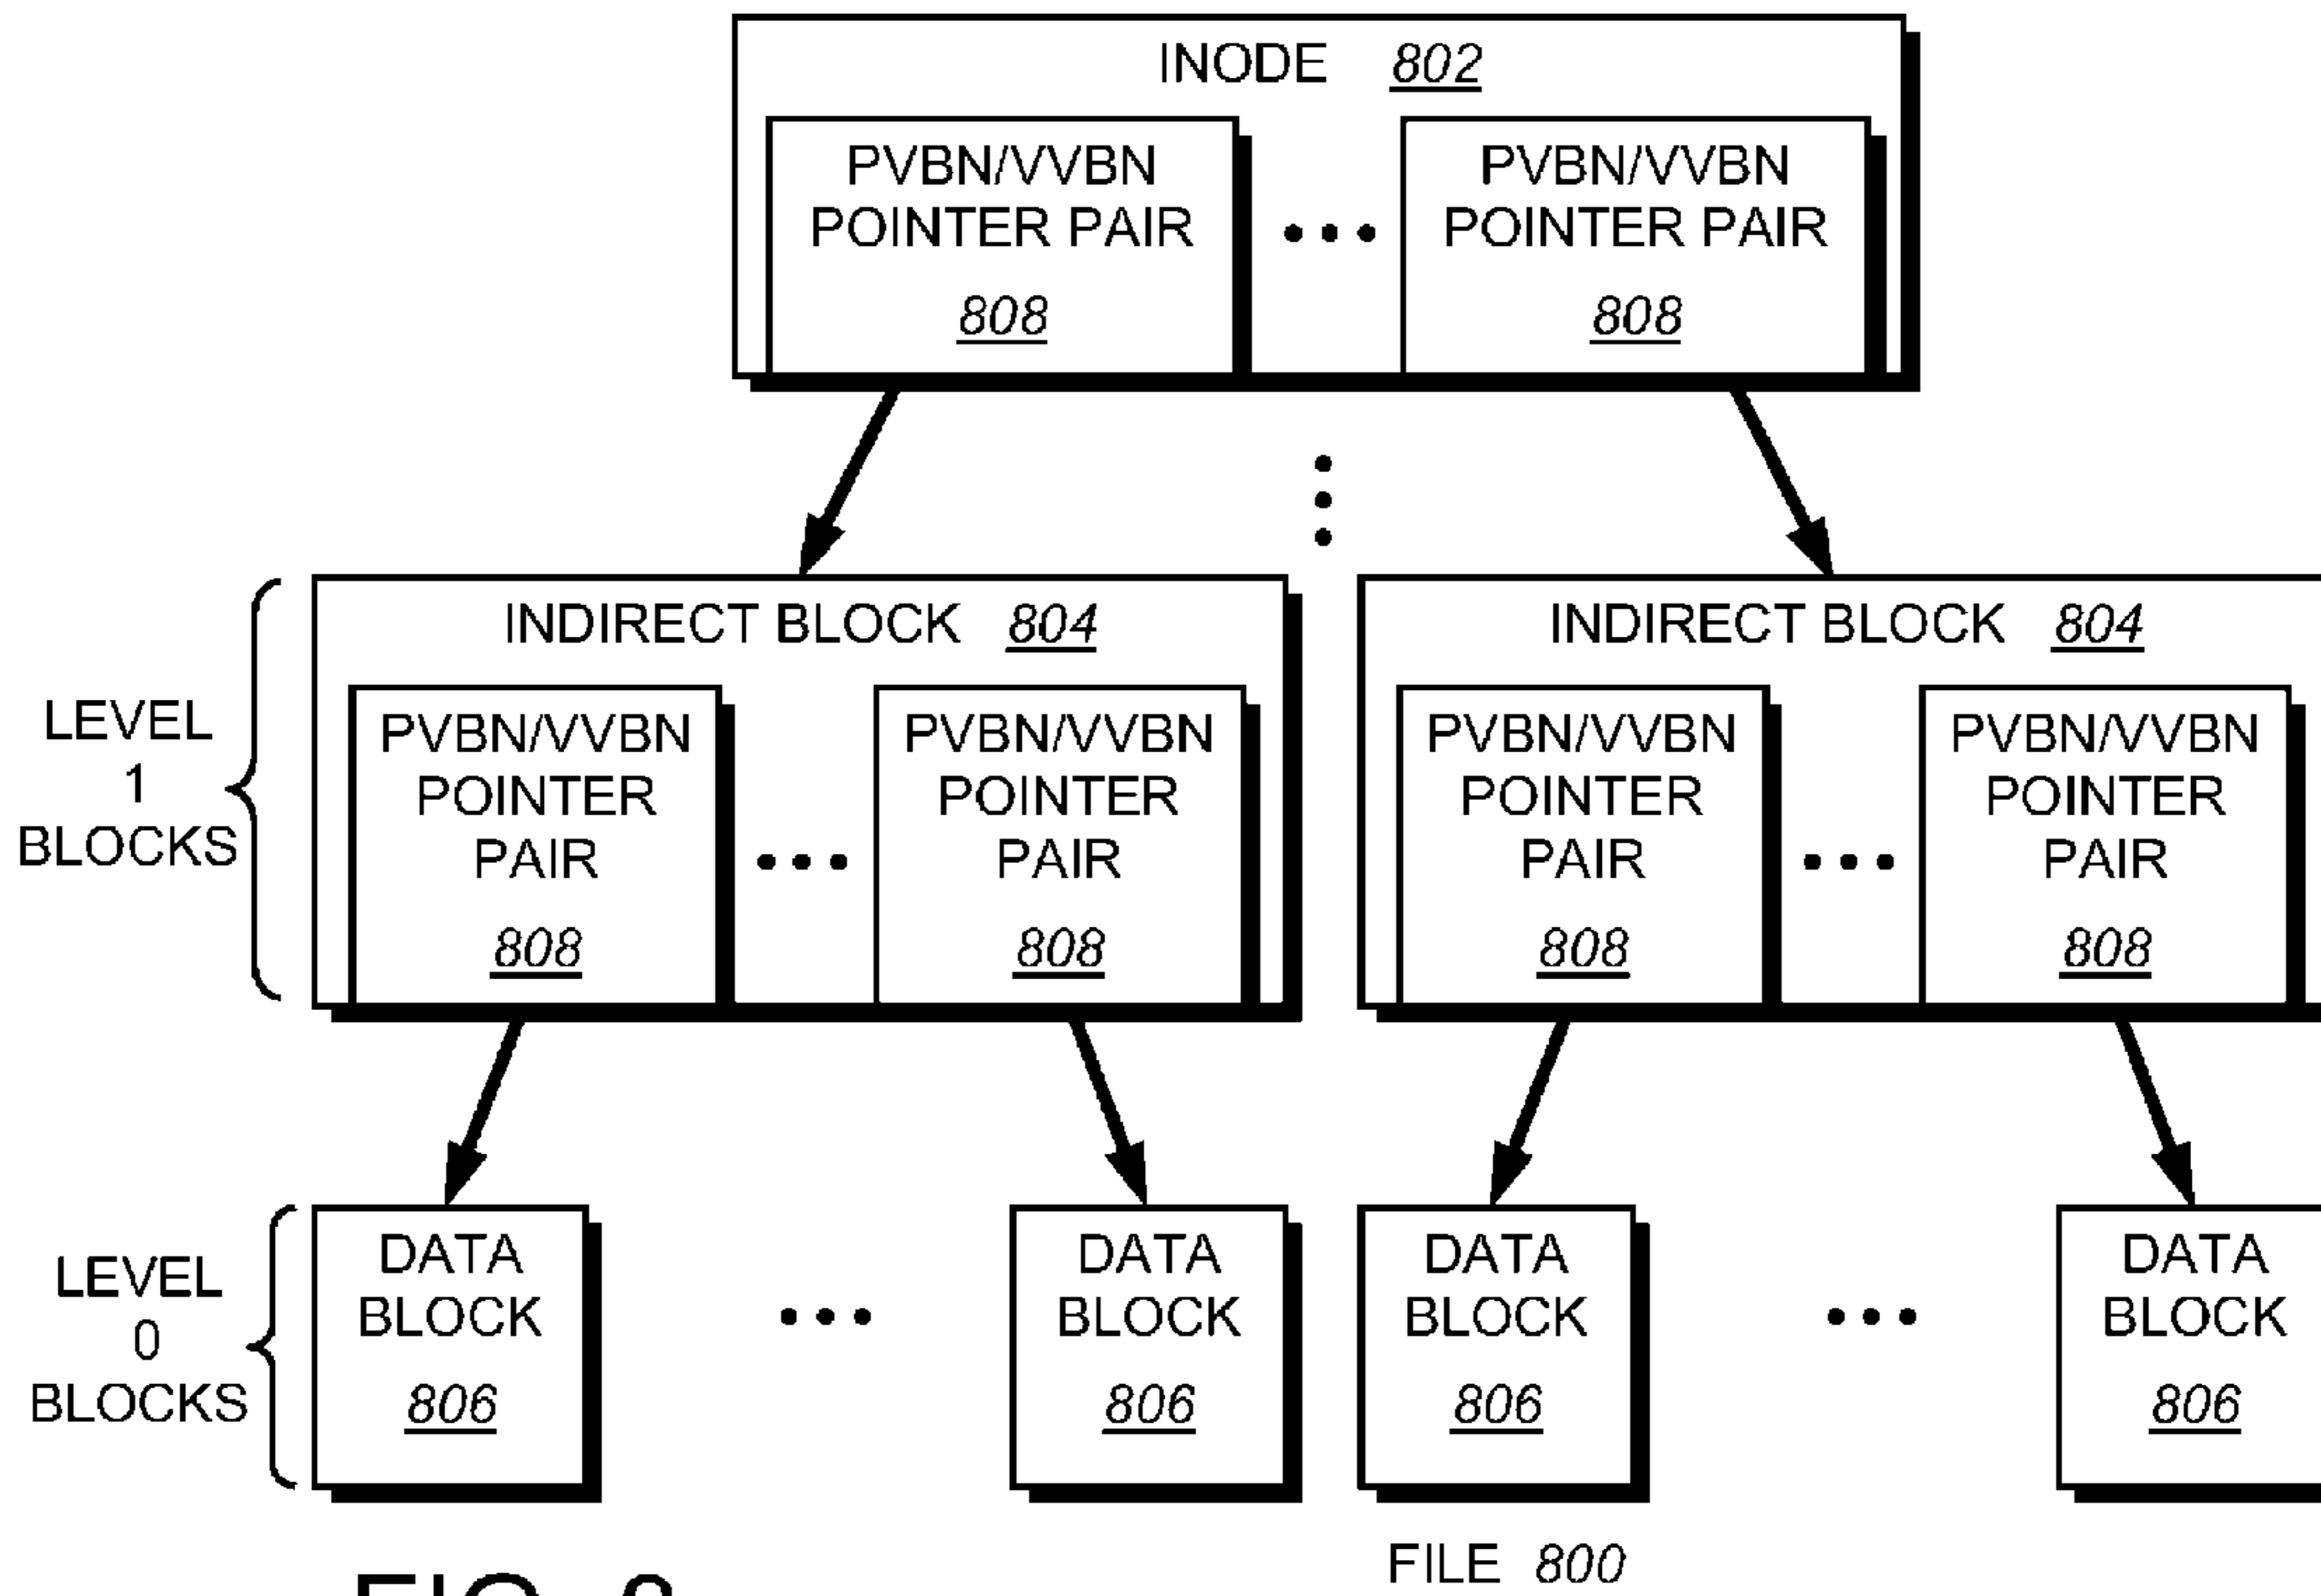 INODE 802
PVBN/VVBN
POINTER PAIR
808
PVBN/VVBN
POINTER PAIR
808
LEVEL
1
BLOCKS
INDIRECT BLOCK 804
PVBN/VVBN
POINTER
PAIR
808
PVBN/VVBN
POINTER
PAIR
808
INDIRECT BLOCK 804
PVBN/VVBN
POINTER
PAIR
808
PVBN/VVBN
POINTER
PAIR
808
LEVEL
0
BLOCKS
DATA
BLOCK
806
DATA
BLOCK
806
DATA
BLOCK
806
DATA
BLOCK
806
FILE 800